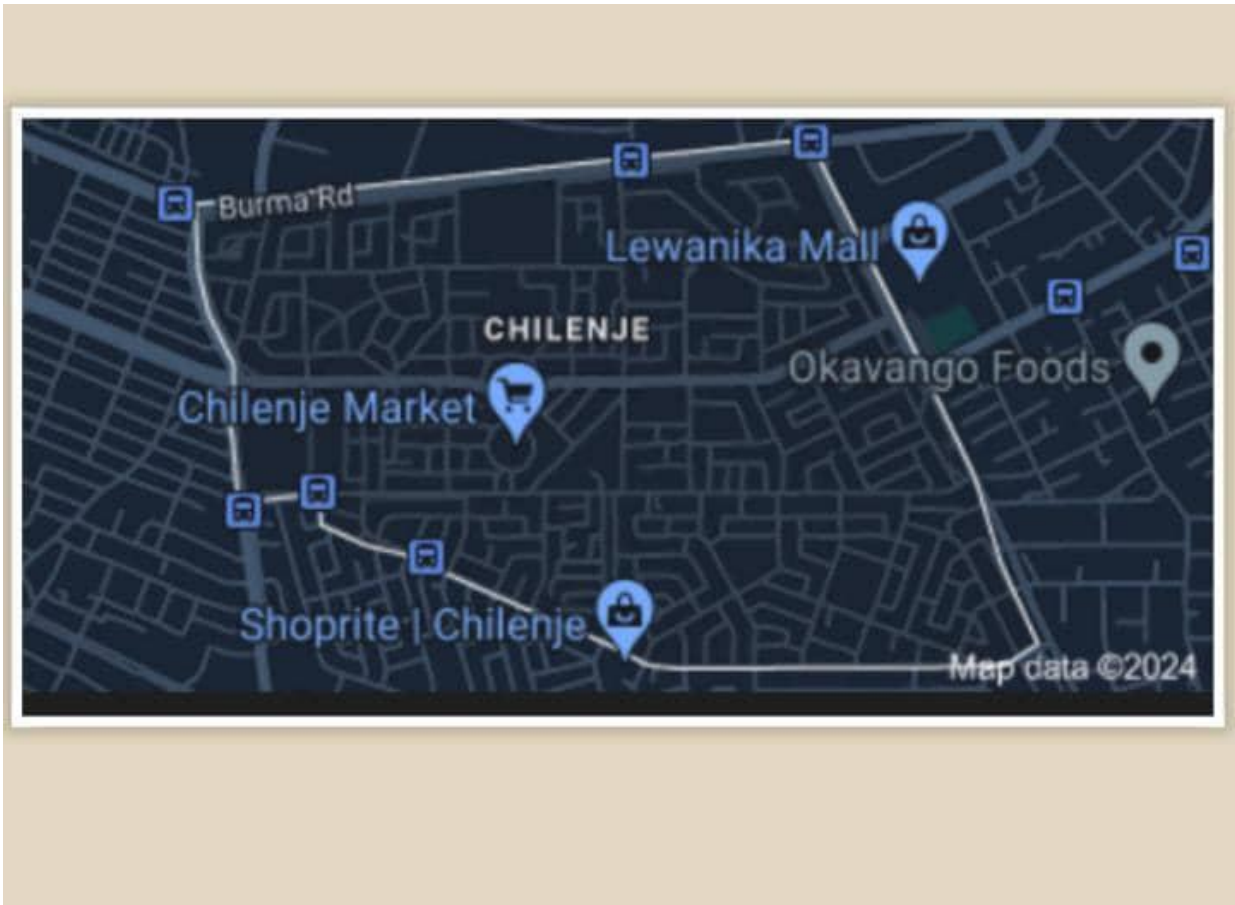 Burma Rd
Lewanika Mall
CHILENJE
Okavango Foods
Chilenje Market
Shoprite | Chilenje
Map data ©2024